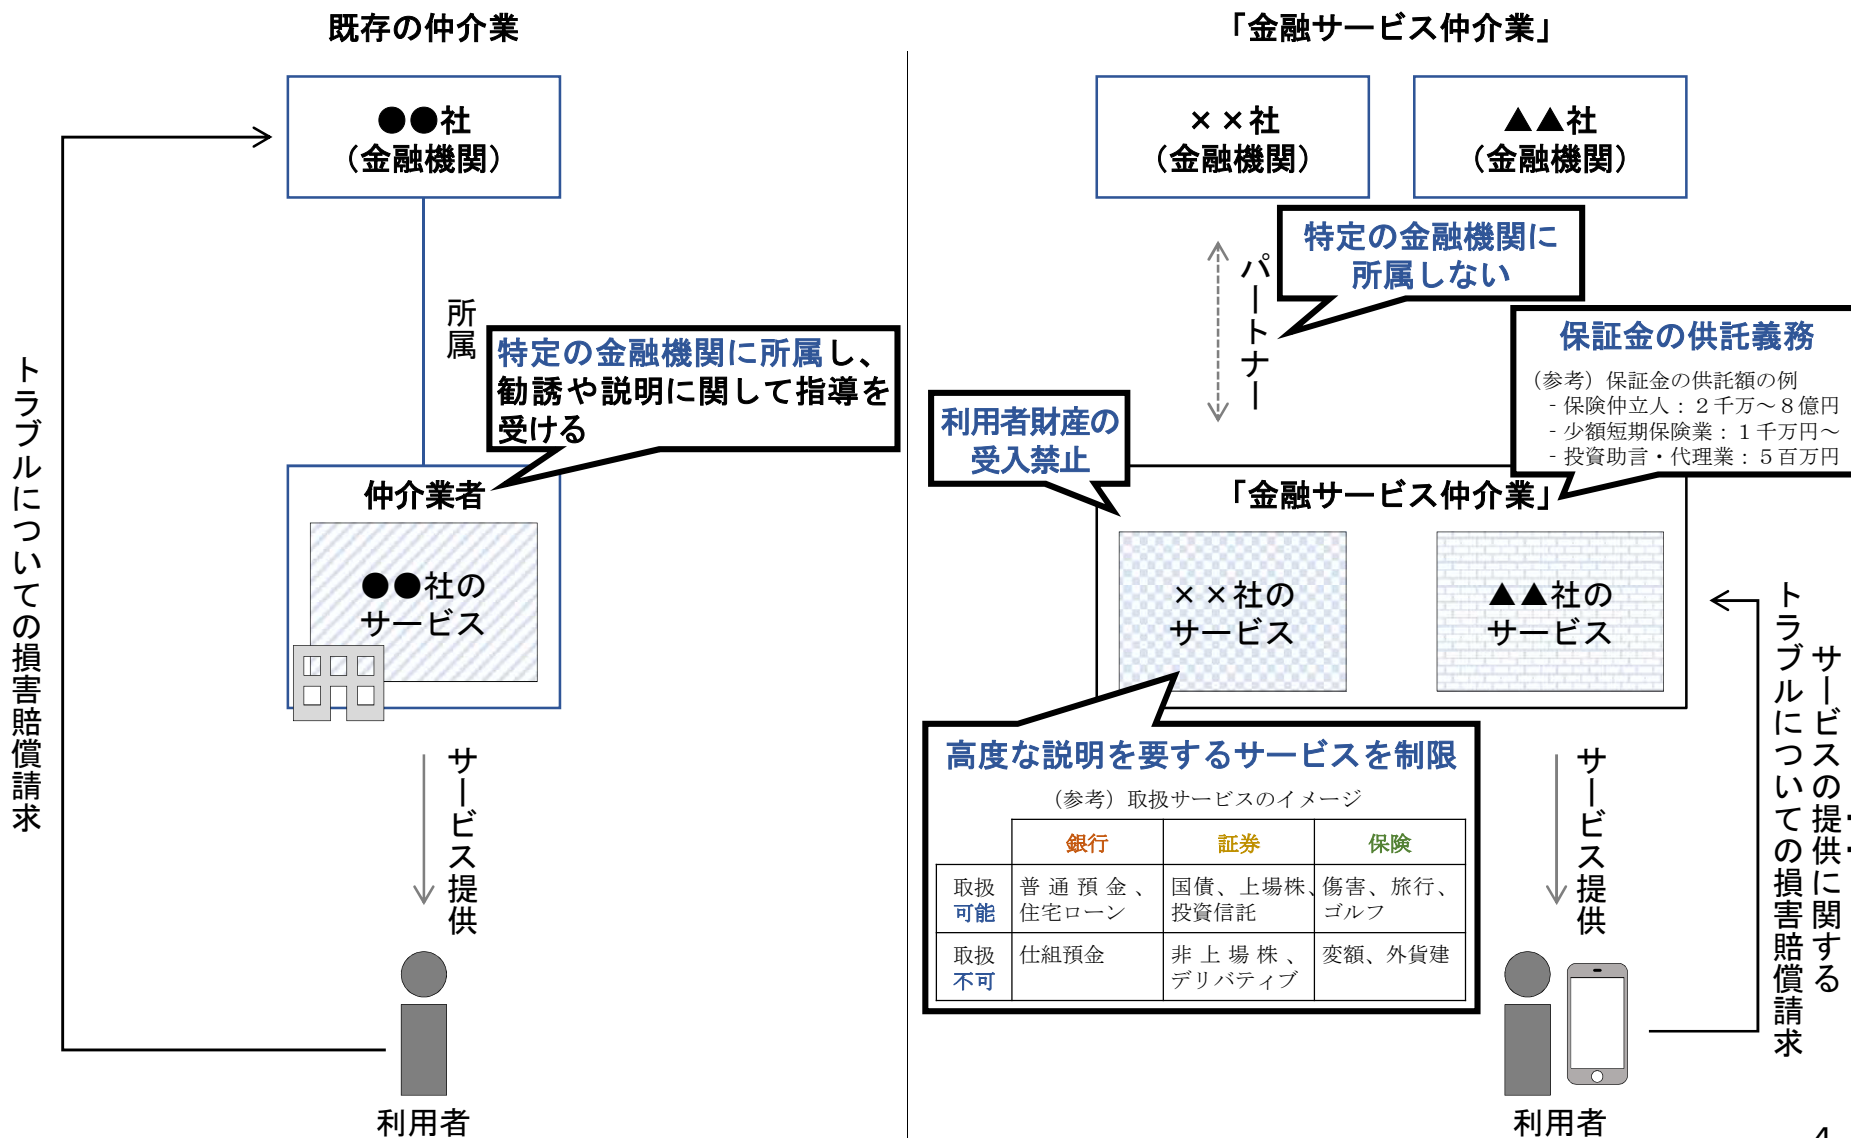 既存の仲介業
●●社
（金融機関）
所属
特定の金融機関に所属し、
勧誘や説明に関して指導を
受ける
仲介業者
●●社の
サービス
サービス提供
利用者
トラブルについての損害賠償請求
「金融サービス仲介業」
××社
（金融機関）
▲▲社
（金融機関）
パートナー
特定の金融機関に
所属しない
保証金の供託義務
（参考）保証金の供託額の例
- 保険仲立人：２千万～８億円
- 少額短期保険業：１千万円～
- 投資助言・代理業：５百万円
利用者財産の
受入禁止
「金融サービス仲介業」
××社の
サービス
▲▲社の
サービス
高度な説明を要するサービスを制限
（参考）取扱サービスのイメージ
銀行 証券 保険
取扱
可能
普通預金、
住宅ローン
国債、上場株、
投資信託
傷害、旅行、
ゴルフ
取扱
不可
仕組預金
非上場株、
デリバティブ
変額、外貨建
サービス提供
利用者
サービスの提供に関する
トラブルについての損害賠償請求
4